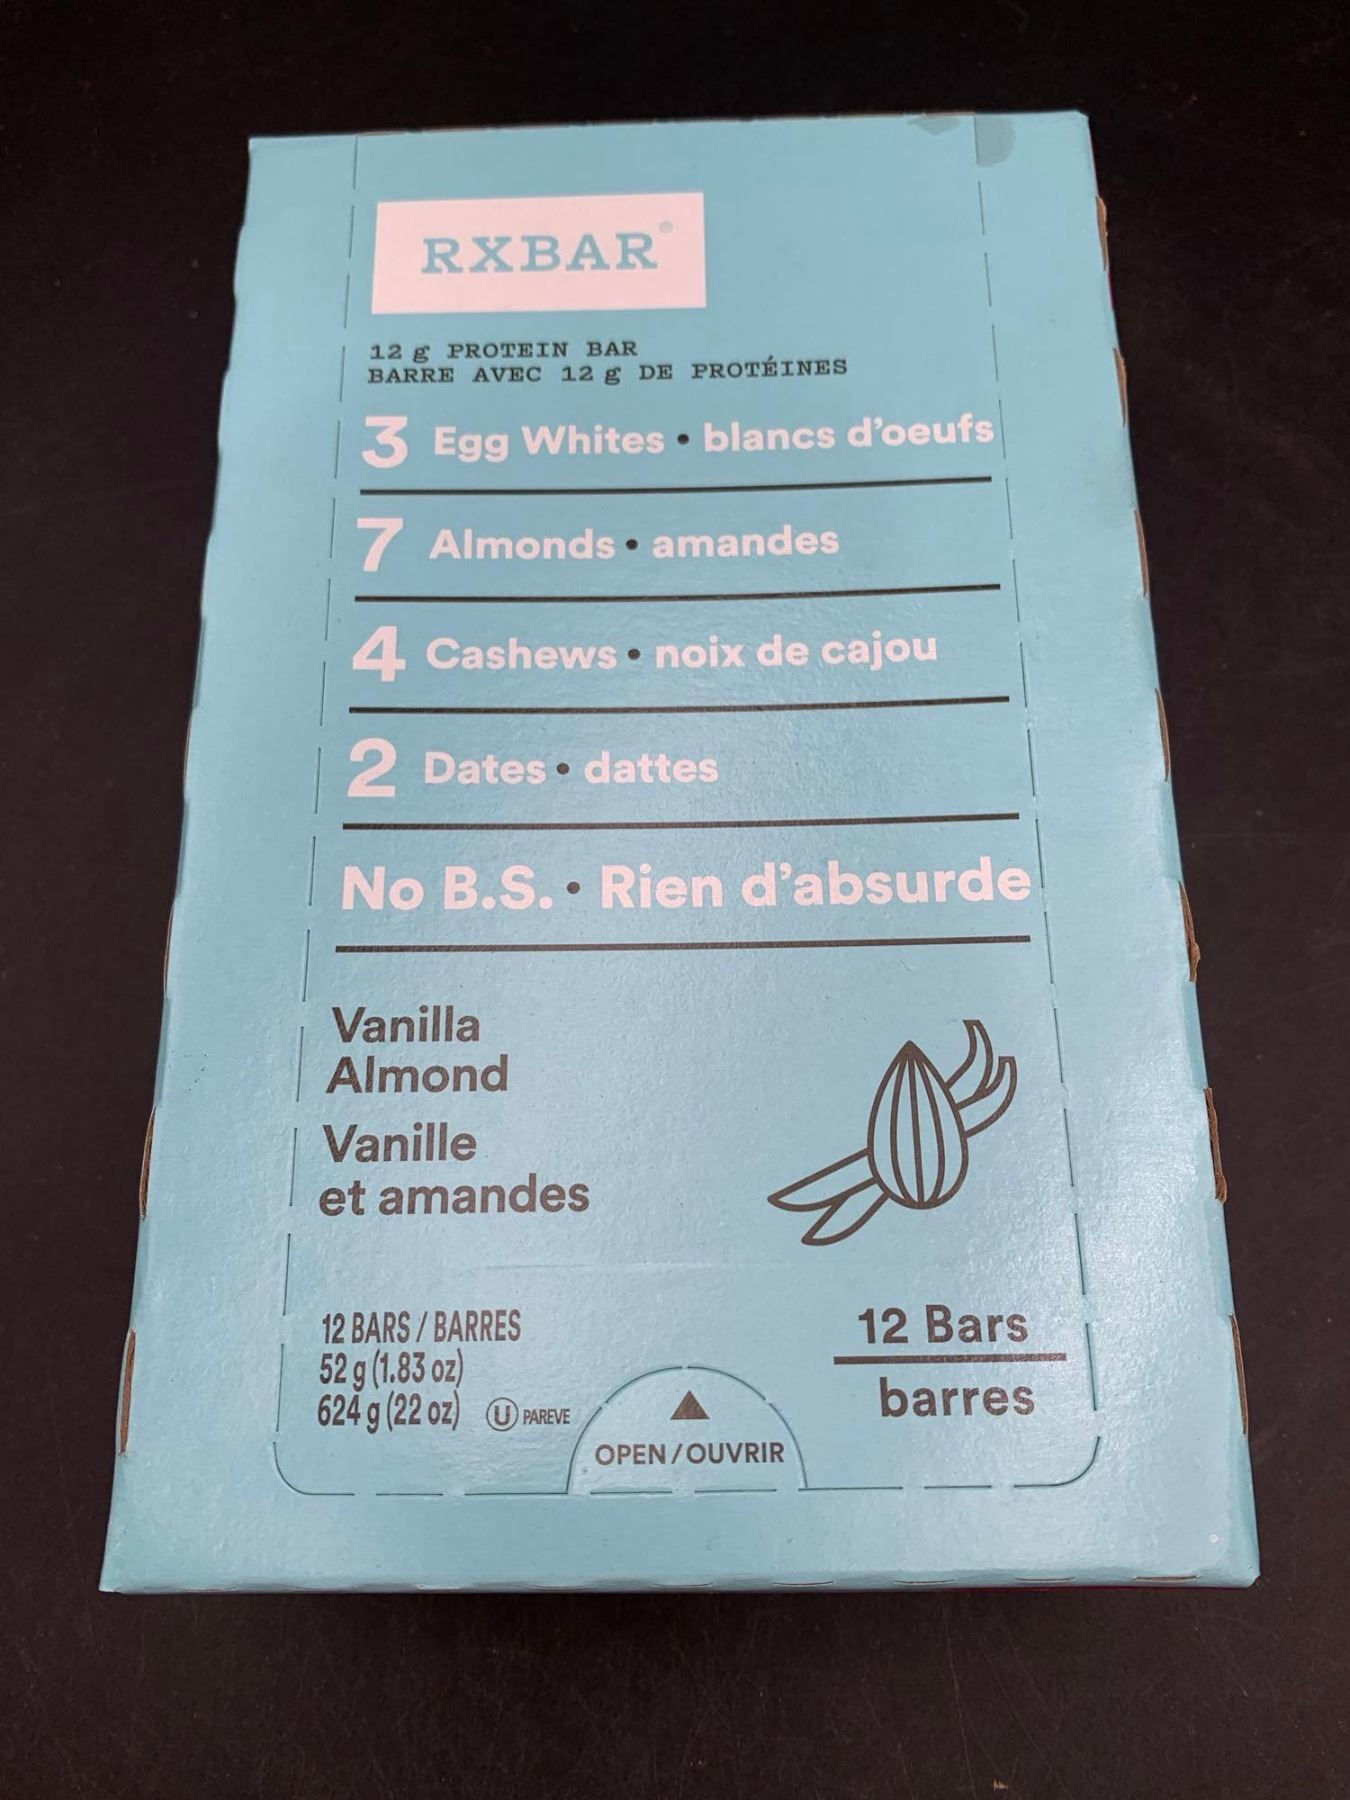 RXBAR®
12 g PROTEIN BAR
BARRE AVEC 12 g DE PROTÉINES
3 Egg Whites • blancs d'oeufs
7 Almonds • amandes
4 Cashews • noix de cajou
2 Dates • dattes
No B.S. • Rien d'absurde
Vanilla
Almond
Vanille
et amandes
12 BARS / BARRES
52 g (1.83 oz)
624 g (22 oz) U PAREVE
OPEN / OUVRIR
12 Bars
barres